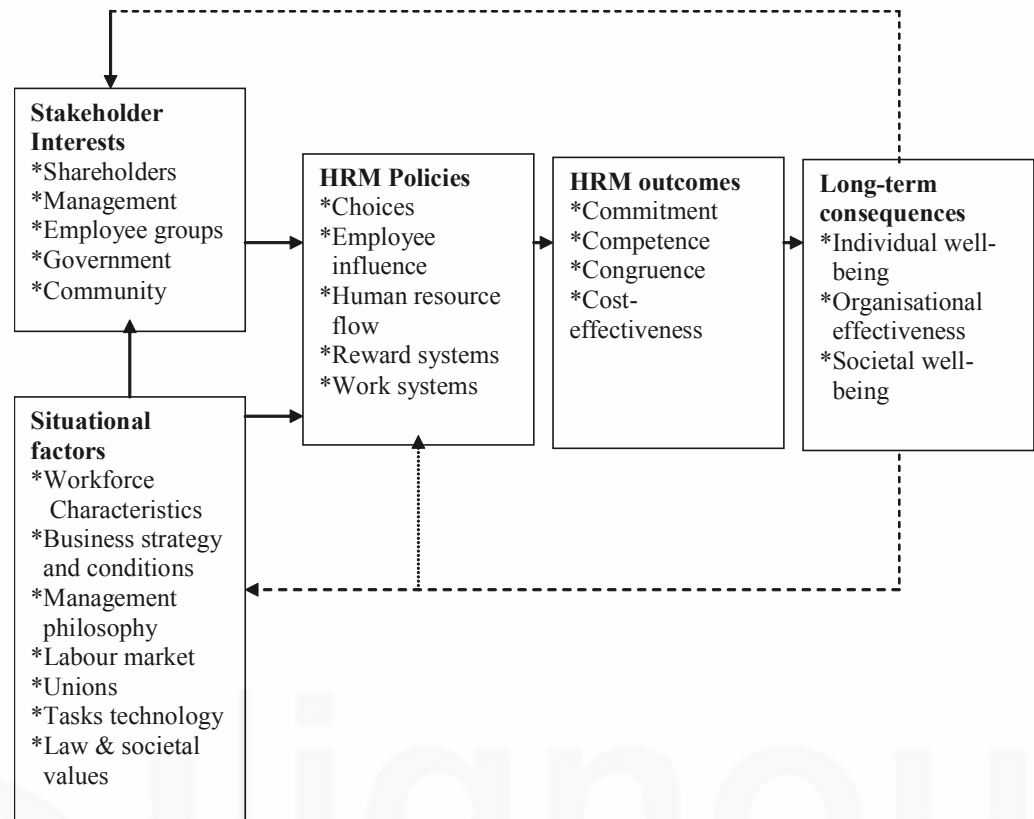 Stakeholder
Interests
*Shareholders
*Management
*Employee groups
*Government
*Community
HRM Policies
*Choices
*Employee
influence
*Human resource
flow
*Reward systems
*Work systems
HRM outcomes
*Commitment
*Competence
*Congruence
*Cost-
effectiveness
Long-term
consequences
*Individual well-
being
*Organisational
effectiveness
*Societal well-
being
Situational
factors
*Workforce
Characteristics
*Business strategy
and conditions
*Management
philosophy
*Labour market
*Unions
*Tasks technology
*Law & societal
values
ignou